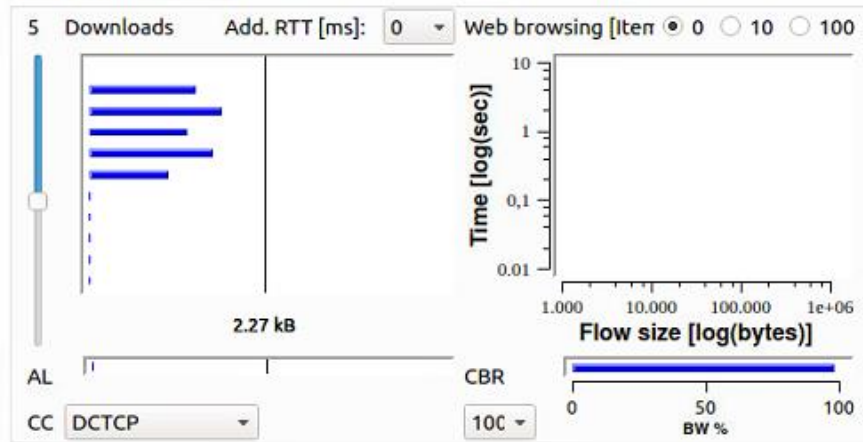 5 Downloads Add. RTT [ms]: 0 Web browsing [Iten 0 10 100
10
1
0,1
0.01
Time [log(sec)]
1.000 10.000 100.000 1e+06
Flow size [log(bytes)]
2.27 kB
AL
CBR
0 50 100
BW %
CC DCTCP
100